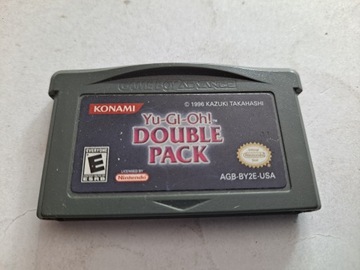 GAME BOY ADVANCE
© 1996 KAZUKI TAKAHASHI
KONAMI
Yu-Gi-Oh!
DOUBLE
PACK
EVERYONE
E
ESRB
LICENSED BY
Nintendo
AGB-BY2E-USA